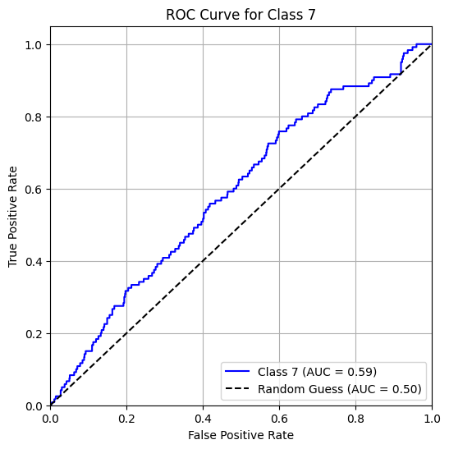 ROC Curve for Class 7
True Positive Rate
1.0
0.8
0.6
0.4
0.2
0.0
0.0 0.2 0.4 0.6 0.8 1.0
False Positive Rate
Class 7 (AUC = 0.59)
Random Guess (AUC = 0.50)